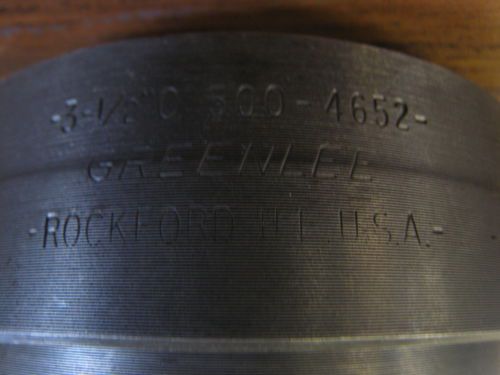 -3-1/2"C 500-4652-
GREENLEE
-ROCKFORD ILL. U.S.A.-